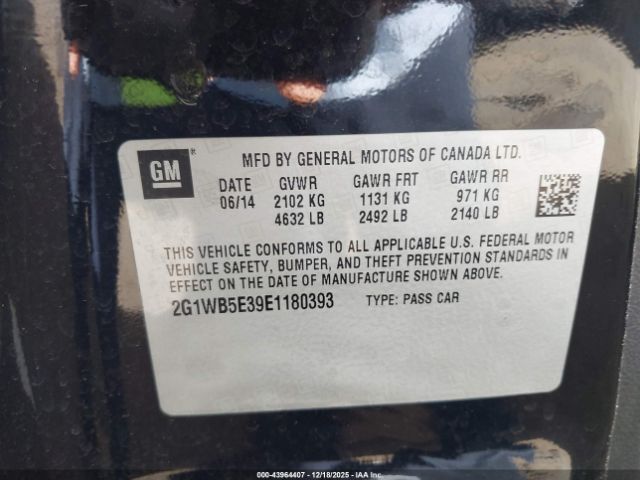 GM ®
MFD BY GENERAL MOTORS OF CANADA LTD.
DATE GVWR GAWR FRT GAWR RR
06/14 2102 KG 1131 KG 971 KG
4632 LB 2492 LB 2140 LB
THIS VEHICLE CONFORMS TO ALL APPLICABLE U.S. FEDERAL MOTOR
VEHICLE SAFETY, BUMPER, AND THEFT PREVENTION STANDARDS IN
EFFECT ON THE DATE OF MANUFACTURE SHOWN ABOVE.
2G1WB5E39E1180393 TYPE: PASS CAR
000-43964407 - 12/18/2025 - IAAI.COM